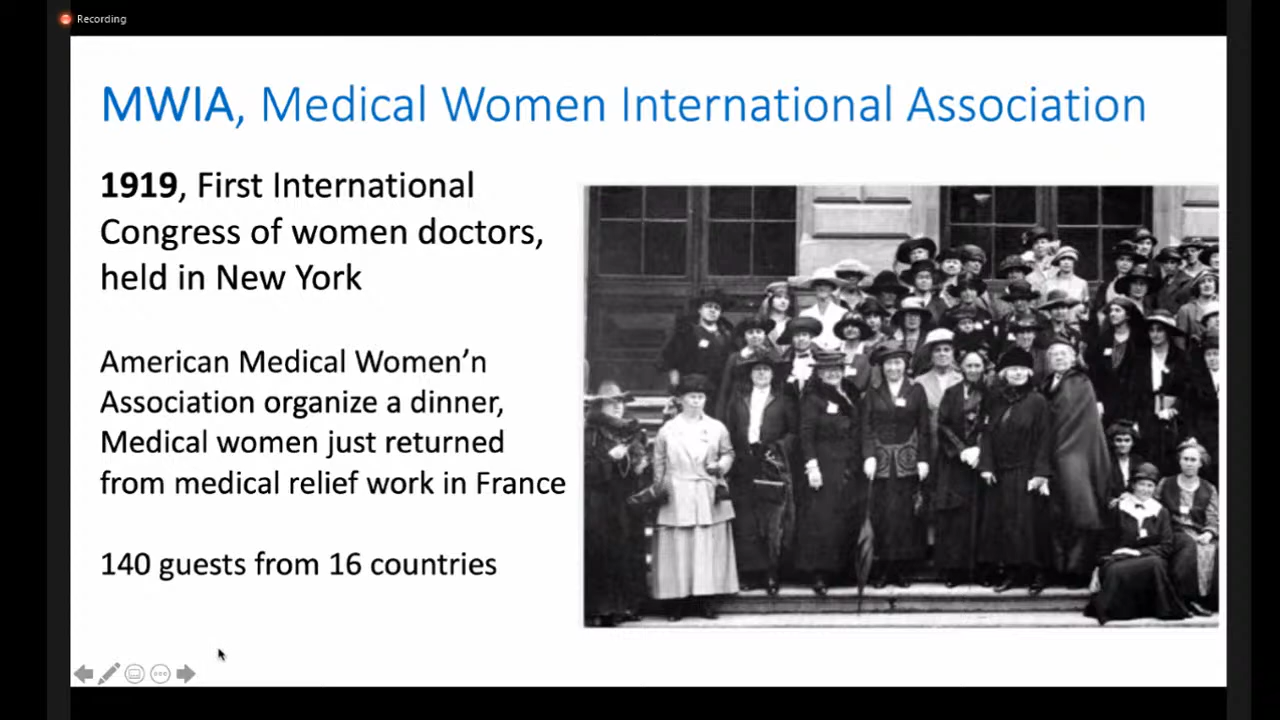 Recording
MWIA, Medical Women International Association
1919, First International
Congress of women doctors,
held in New York
American Medical Women’n
Association organize a dinner,
Medical women just returned
from medical relief work in France
140 guests from 16 countries